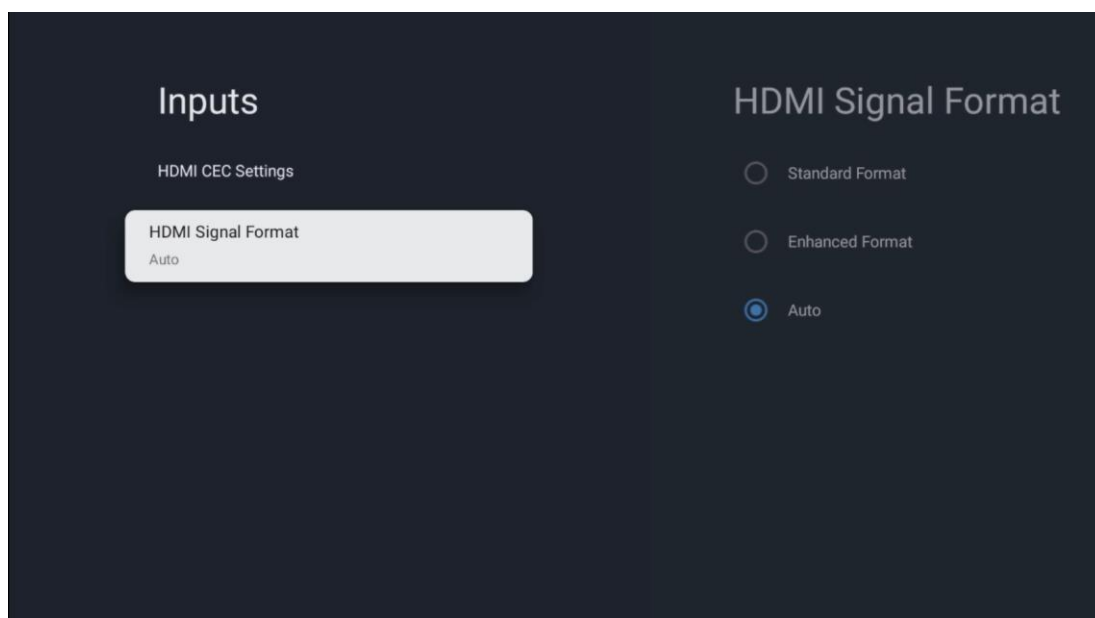 Inputs
HDMI CEC Settings
HDMI Signal Format
Auto
HDMI Signal Format
Standard Format
Enhanced Format
Auto